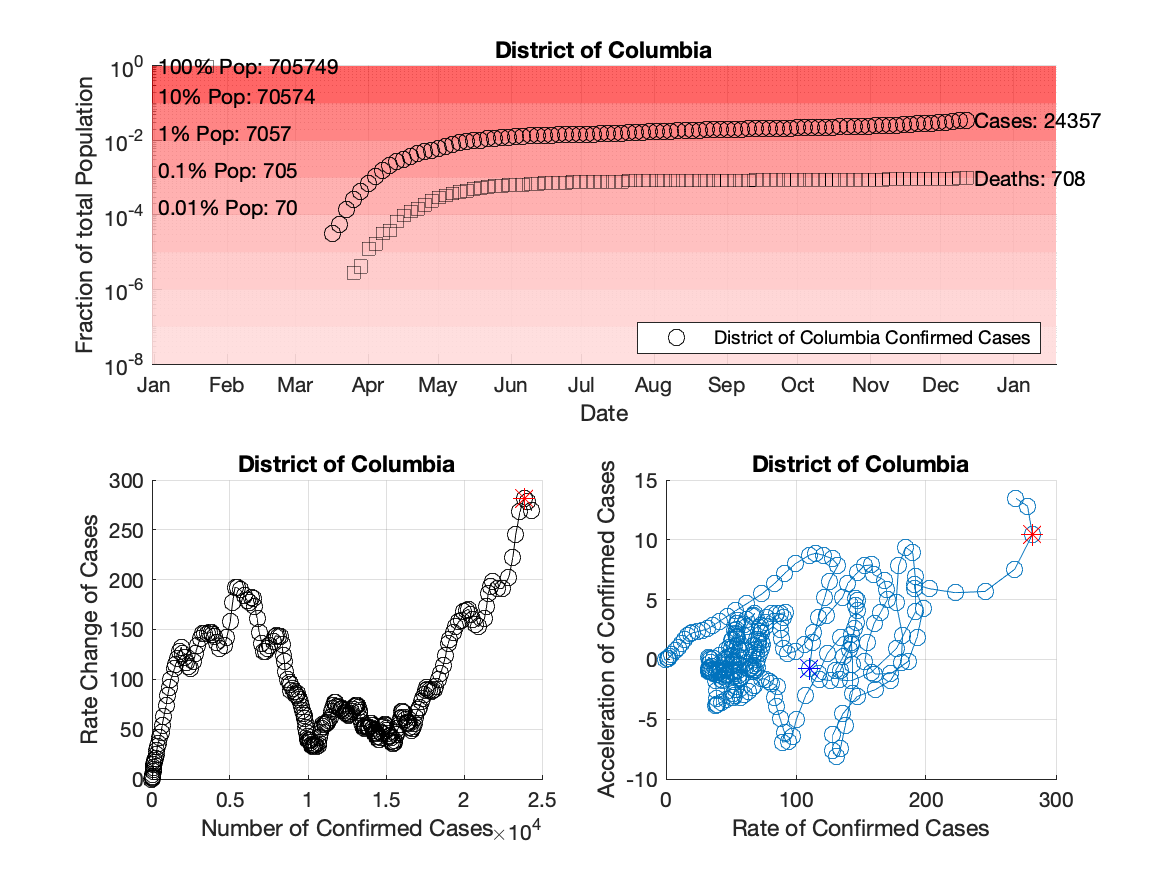 District of Columbia
Fraction of total Population
10^0
10^-2
10^-4
10^-6
10^-8
100% Pop: 705749
10% Pop: 70574
1% Pop: 7057
0.1% Pop: 705
0.01% Pop: 70
Cases: 24357
Deaths: 708
District of Columbia Confirmed Cases
Jan Feb Mar Apr May Jun Jul Aug Sep Oct Nov Dec Jan
Date
District of Columbia
Rate Change of Cases
300
250
200
150
100
50
0
0 0.5 1 1.5 2 2.5
Number of Confirmed Cases ×10^4
District of Columbia
Acceleration of Confirmed Cases
15
10
5
0
-5
-10
0 100 200 300
Rate of Confirmed Cases